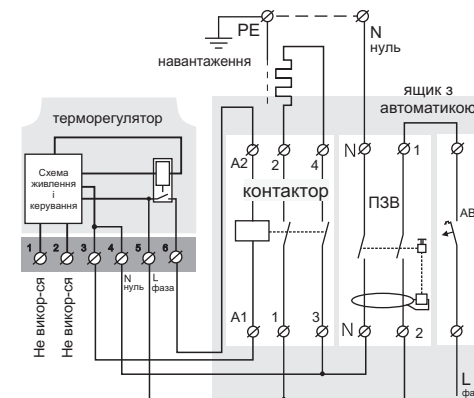 PE
N
нуль
навантаження
ящик з
автоматикою
терморегулятор
A2
2
4
N
1
Схема
живлення
і
керування
контактор
ПЗВ
АВ
1
2
3
4
5
6
N
нуль
L
фаза
Не викор-ся
Не викор-ся
A1
1
3
N
2
L